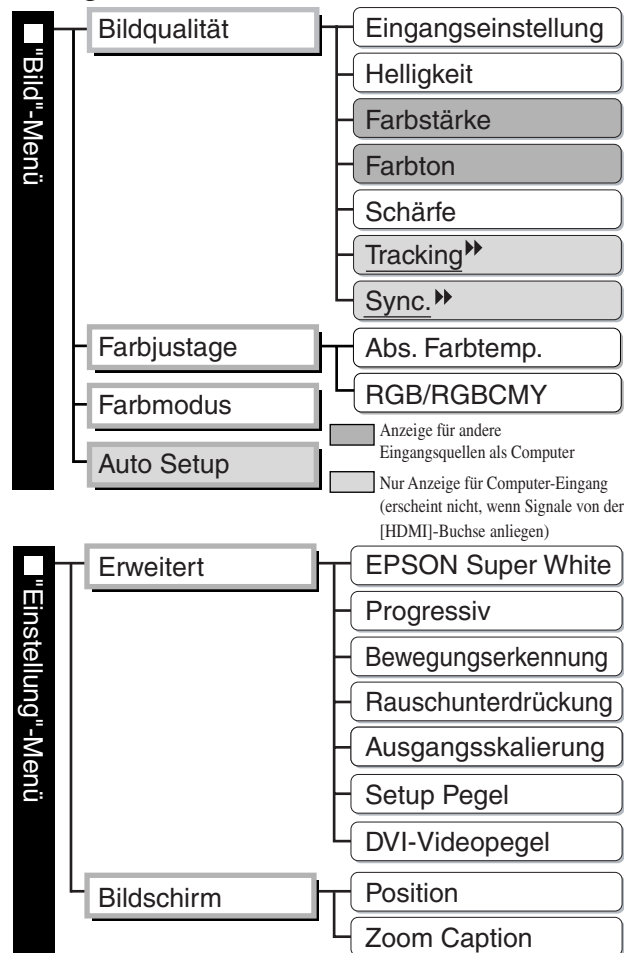 ■ "Bild"-Menü
Bildqualität
Eingangseinstellung
Helligkeit
Farbstärke
Farbton
Schärfe
Tracking
Sync.
Farbjustage
Abs. Farbtemp.
RGB/RGBCMY
Farbmodus
Auto Setup
Anzeige für andere
Eingangsquellen als Computer
Nur Anzeige für Computer-Eingang
(erscheint nicht, wenn Signale von der
[HDMI]-Buchse anliegen)
■ "Einstellung"-Menü
Erweitert
EPSON Super White
Progressiv
Bewegungserkennung
Rauschunterdrückung
Ausgangsskalierung
Setup Pegel
DVI-Videopegel
Bildschirm
Position
Zoom Caption